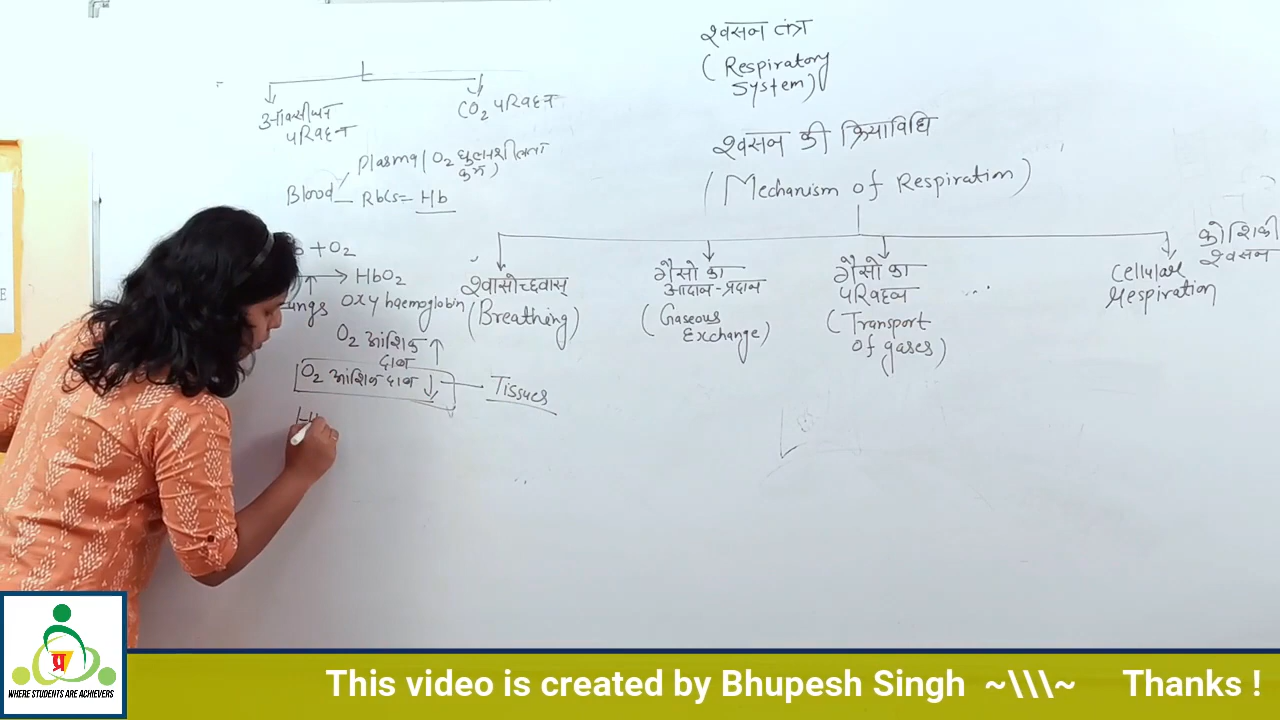 श्वसन तंत्र
(Respiratory
System)
श्वसन की क्रियाविधि
(Mechanism of Respiration)
श्वासोच्छवास्
(Breathing)
गैसो का
आदान-प्रदान
(Gaseous
Exchange)
गैसो का
परिवहन
(Transport
of gases)
...
कोशिकी
श्वसन
Cellular
Respiration
ऑक्सीजन
परिवहन
CO2 परिवहन
Blood
Plasma (O2 घुलनशीलता
कम)
RbCs = Hb
+ O2
HbO2
Oxy haemoglobin
O2 आंशिक
दाब ↑
O2 आंशिक दाब ↓
Tissues
प्र
WHERE STUDENTS ARE ACHIEVERS
This video is created by Bhupesh Singh ~\\\~ Thanks !